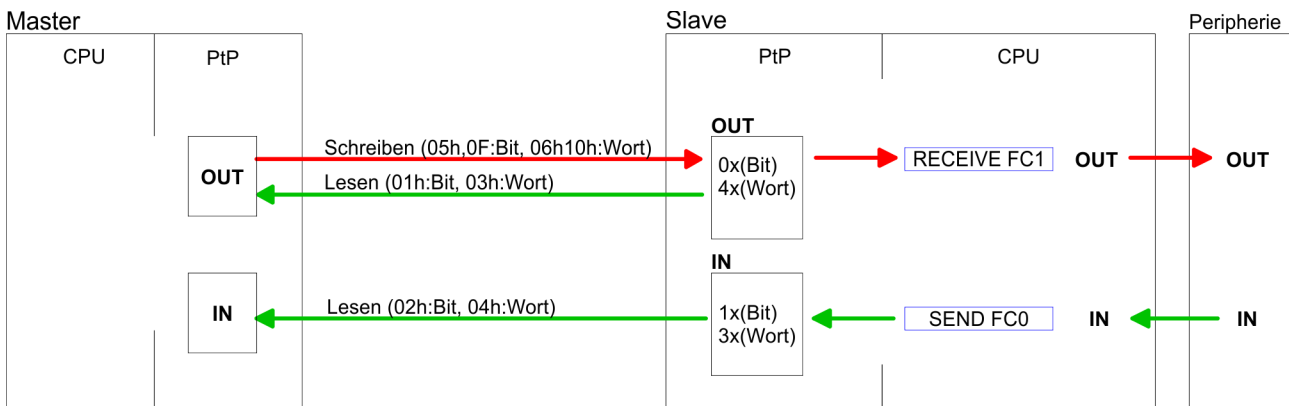 Master
Slave
Peripherie
CPU
PtP
PtP
CPU
OUT
Schreiben (05h,0F:Bit, 06h10h:Wort)
OUT
Lesen (01h:Bit, 03h:Wort)
0x(Bit)
4x(Wort)
RECEIVE FC1
OUT
OUT
IN
IN
Lesen (02h:Bit, 04h:Wort)
1x(Bit)
3x(Wort)
SEND FC0
IN
IN